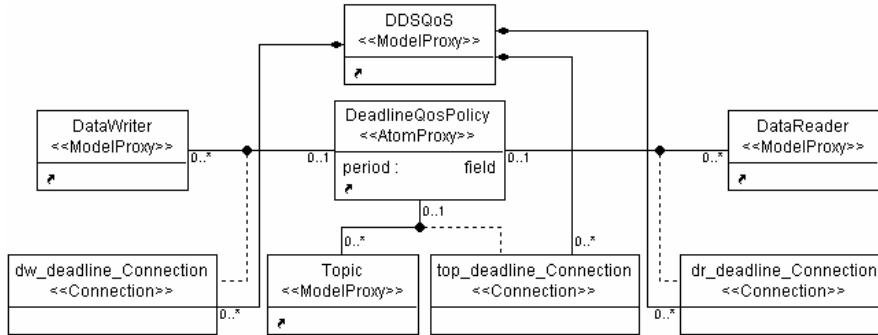 DDSQoS
<<ModelProxy>>
DataWriter
<<ModelProxy>>
0..*
0..1
DeadlineQosPolicy
<<AtomProxy>>
period : field
0..1
0..*
DataReader
<<ModelProxy>>
0..1
0..*
0..*
dw_deadline_Connection
<<Connection>>
0..*
Topic
<<ModelProxy>>
top_deadline_Connection
<<Connection>>
0..*
dr_deadline_Connection
<<Connection>>